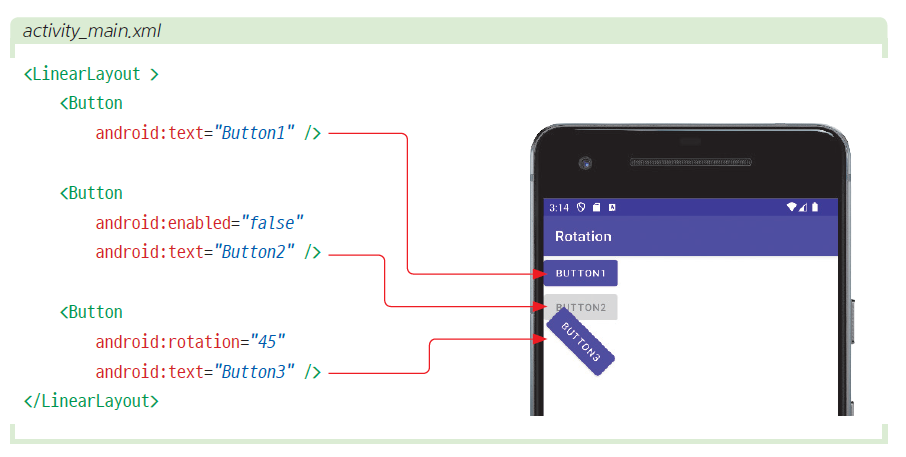 activity_main.xml
<LinearLayout >
<Button
android:text="Button1" />
<Button
android:enabled="false"
android:text="Button2" />
<Button
android:rotation="45"
android:text="Button3" />
</LinearLayout>
3:14
Rotation
BUTTON1
BUTTON2
BUTTON3